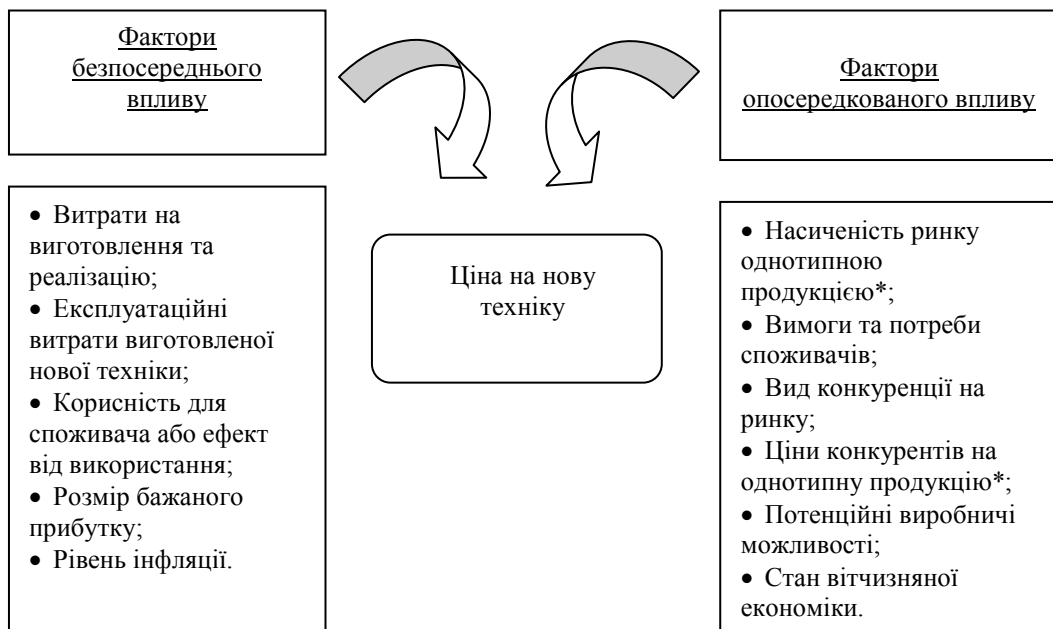 Фактори
безпосереднього
впливу
• Витрати на
виготовлення та
реалізацію;
• Експлуатаційні
витрати виготовленої
нової техніки;
• Корисність для
споживача або ефект
від використання;
• Розмір бажаного
прибутку;
• Рівень інфляції.
Ціна на нову
техніку
Фактори
опосередкованого впливу
• Насиченість ринку
однотипною
продукцією*;
• Вимоги та потреби
споживачів;
• Вид конкуренції на
ринку;
• Ціни конкурентів на
однотипну продукцію*;
• Потенційні виробничі
можливості;
• Стан вітчизняної
економіки.